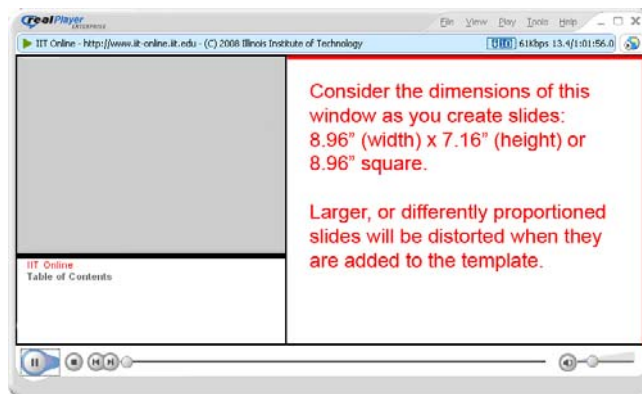 realPlayer
ENTERPRISE
File View Play Tools Help
IIT Online - http://www.iit-online.iit.edu - (C) 2008 Illinois Institute of Technology
61Kbps 13.4/1:01:56.0
Consider the dimensions of this
window as you create slides:
8.96” (width) x 7.16” (height) or
8.96” square.
Larger, or differently proportioned
slides will be distorted when they
are added to the template.
IIT Online
Table of Contents